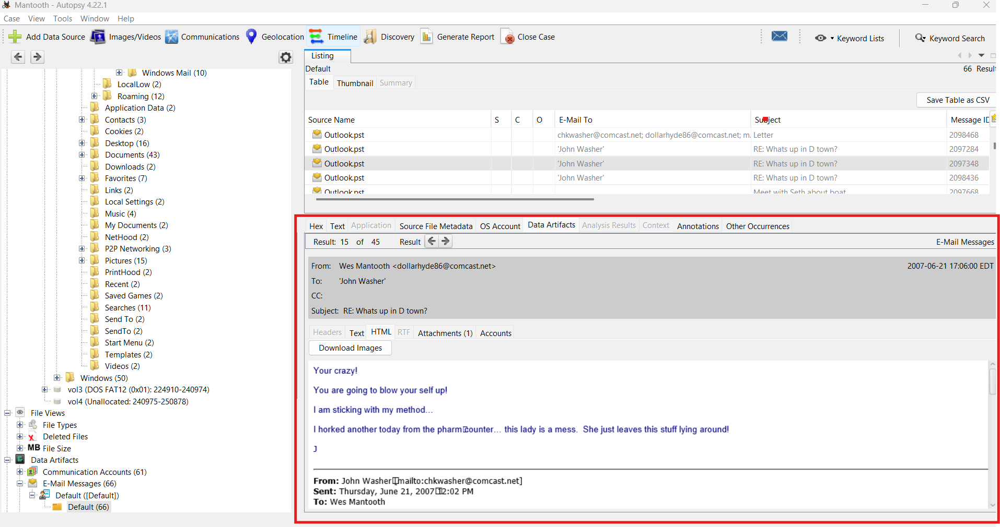 Mantooth - Autopsy 4.22.1
Case View Tools Window Help
Add Data Source Images/Videos Communications Geolocation Timeline Discovery Generate Report Close Case Keyword Lists Keyword Search
Windows Mail (10)
LocalLow (2)
Roaming (12)
Application Data (2)
Contacts (3)
Cookies (2)
Desktop (16)
Documents (43)
Downloads (2)
Favorites (7)
Links (2)
Local Settings (2)
Music (4)
My Documents (2)
NetHood (2)
P2P Networking (3)
Pictures (15)
PrintHood (2)
Recent (2)
Saved Games (2)
Searches (11)
Send To (2)
SendTo (2)
Start Menu (2)
Templates (2)
Videos (2)
Windows (50)
vol3 (DOS FAT12 (0x01): 224910-240974)
vol4 (Unallocated: 240975-250878)
File Views
File Types
Deleted Files
MB File Size
Data Artifacts
Communication Accounts (61)
E-Mail Messages (66)
Default ([Default])
Default (66)
Listing
Default
66 Result
Table Thumbnail Summary
Save Table as CSV
Source Name S C O E-Mail To Subject Message ID
Outlook.pst chkwasher@comcast.net; dollarhyde86@comcast.net; m. Letter 2098468
Outlook.pst 'John Washer' RE: Whats up in D town? 2097284
Outlook.pst 'John Washer' RE: Whats up in D town? 2097348
Outlook.pst 'John Washer' RE: Whats up in D town? 2098436
Outlook.pst Meet with Seth about boat 2097668
Hex Text Application Source File Metadata OS Account Data Artifacts Analysis Results Context Annotations Other Occurrences
Result: 15 of 45 Result E-Mail Messages
From: Wes Mantooth <dollarhyde86@comcast.net> 2007-06-21 17:06:00 EDT
To: 'John Washer'
CC:
Subject: RE: Whats up in D town?
Headers Text HTML RTF Attachments (1) Accounts
Download Images
Your crazy!
You are going to blow your self up!
I am sticking with my method...
I horked another today from the pharm counter... this lady is a mess. She just leaves this stuff lying around!
J
From: John Washer [mailto:chkwasher@comcast.net]
Sent: Thursday, June 21, 2007 12:02 PM
To: Wes Mantooth